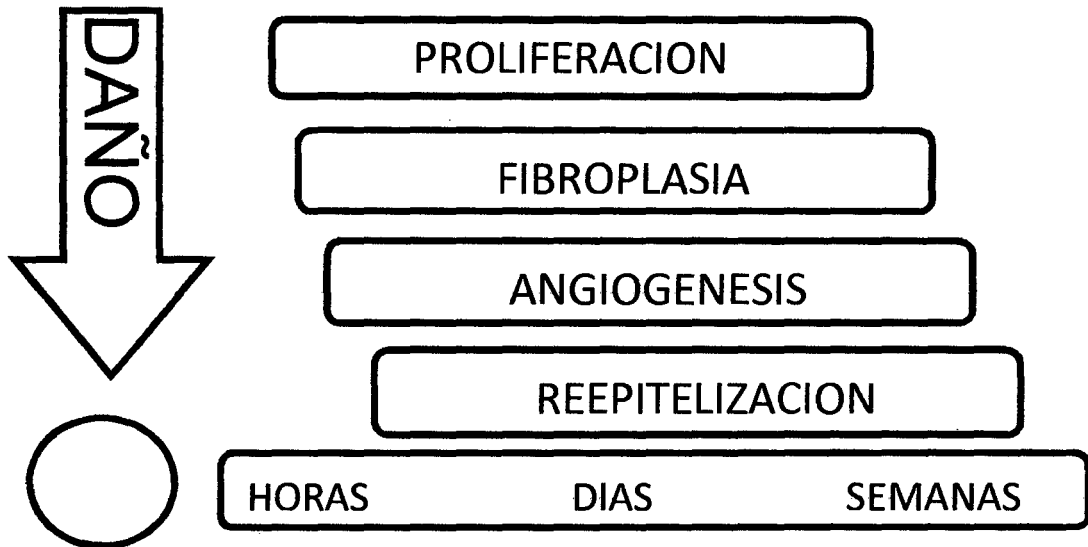 DAÑO
PROLIFERACION
FIBROPLASIA
ANGIOGENESIS
REEPITELIZACION
HORAS DIAS SEMANAS